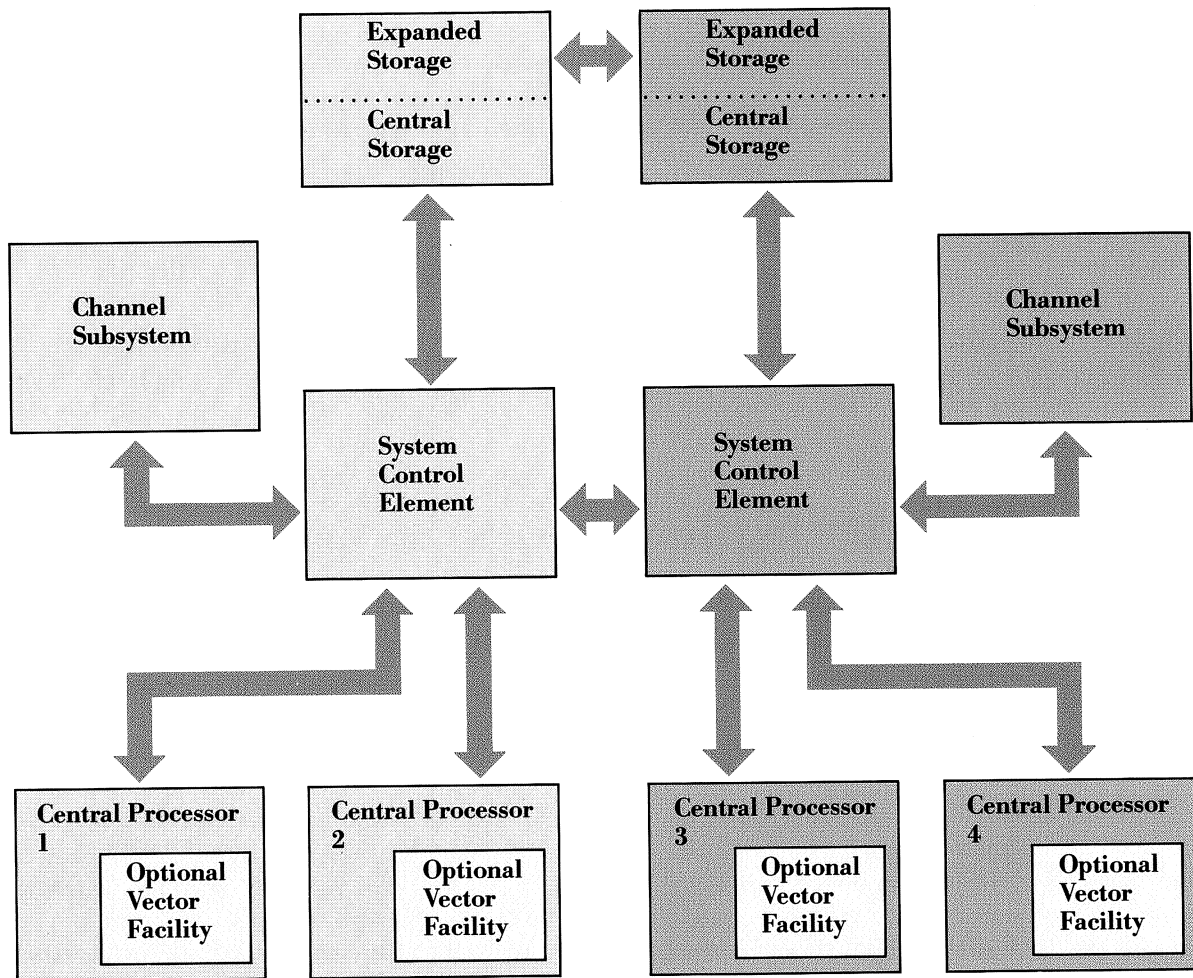 Expanded
Storage
Central
Storage
Expanded
Storage
Central
Storage
Channel
Subsystem
Channel
Subsystem
System
Control
Element
System
Control
Element
Central Processor
1
Optional
Vector
Facility
Central Processor
2
Optional
Vector
Facility
Central Processor
3
Optional
Vector
Facility
Central Processor
4
Optional
Vector
Facility